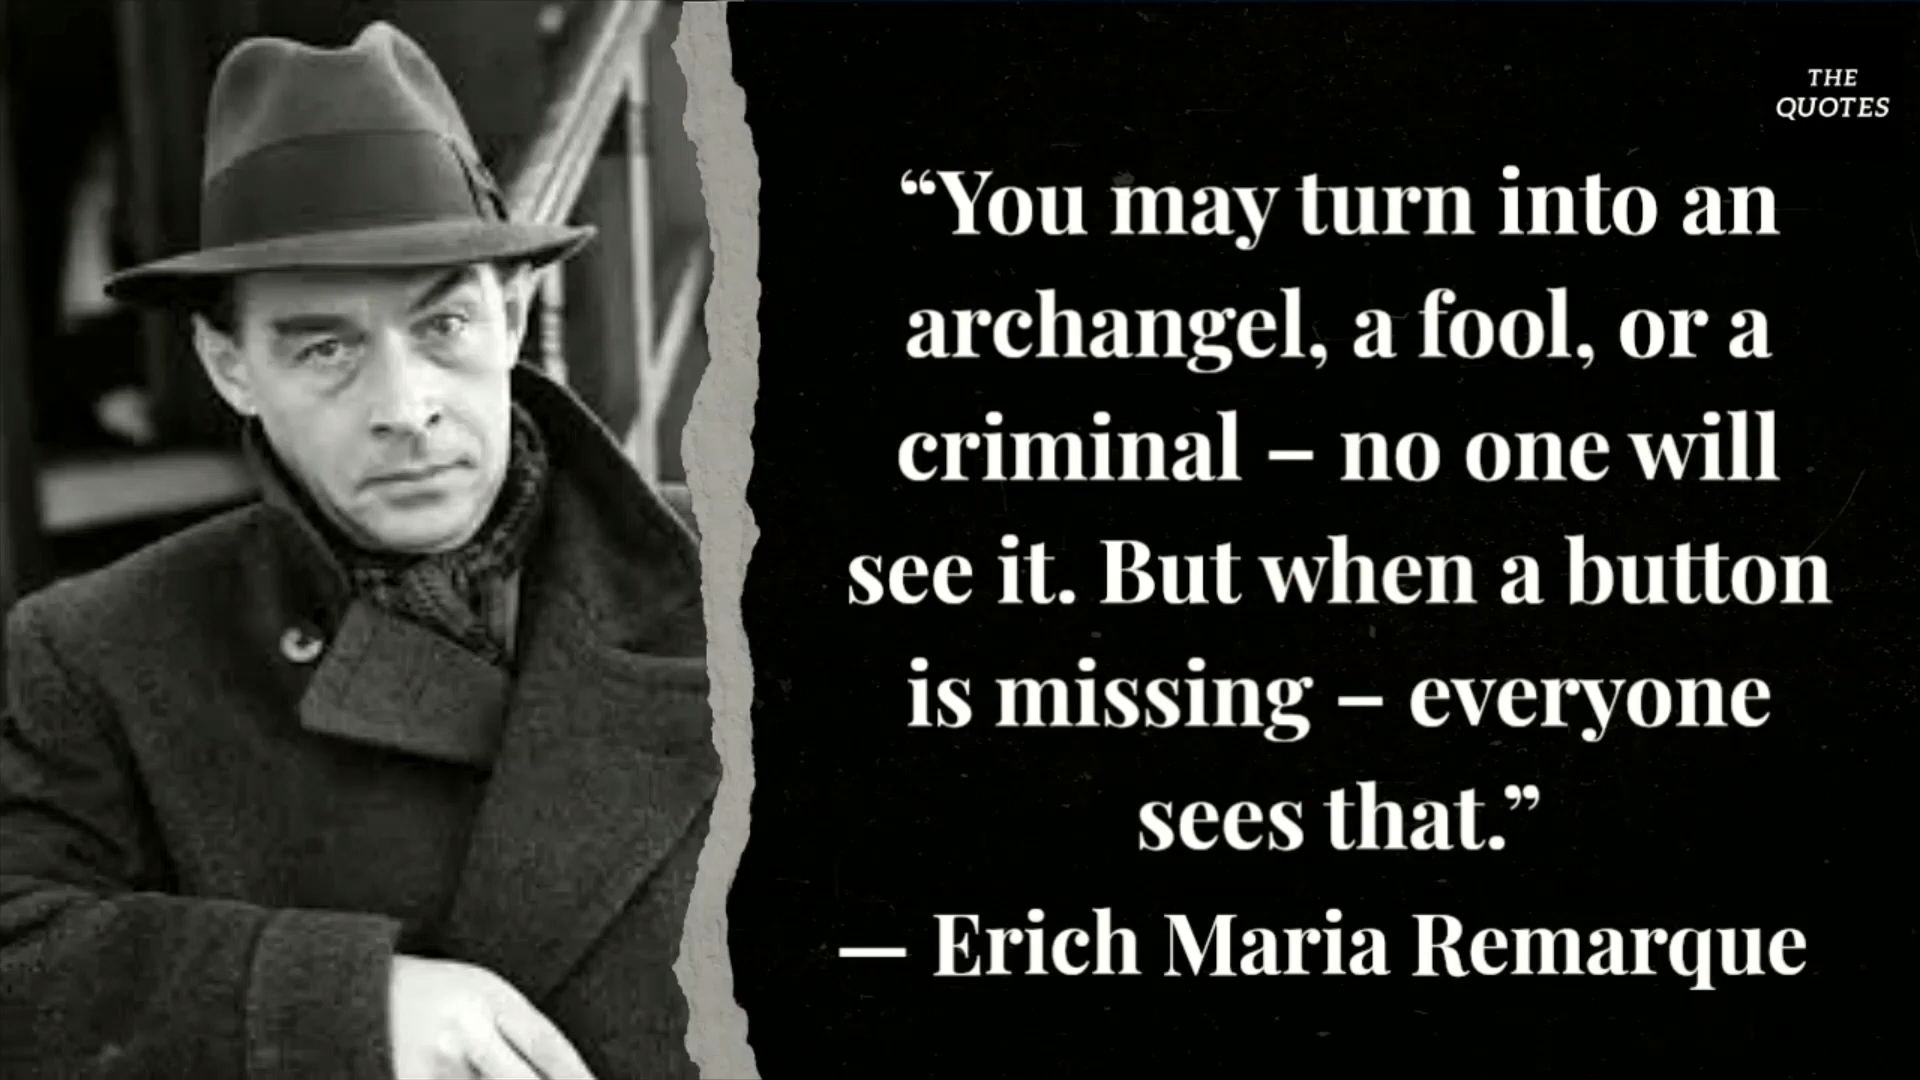 THE
QUOTES
“You may turn into an
archangel, a fool, or a
criminal – no one will
see it. But when a button
is missing – everyone
sees that.”
— Erich Maria Remarque